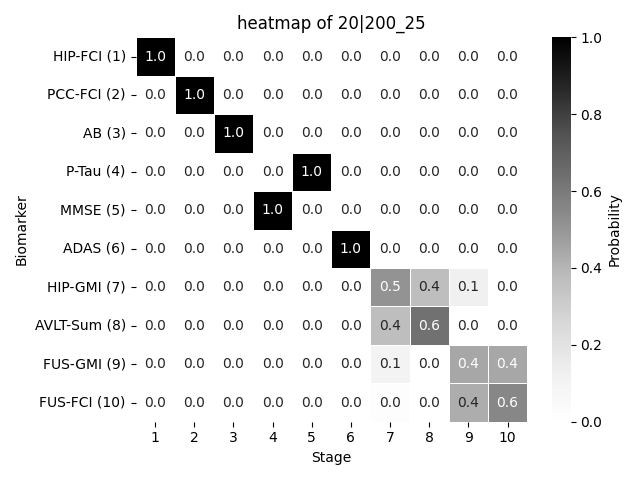 heatmap of 20|200_25
HIP-FCI (1) 1.0 0.0 0.0 0.0 0.0 0.0 0.0 0.0 0.0 0.0
PCC-FCI (2) 0.0 1.0 0.0 0.0 0.0 0.0 0.0 0.0 0.0 0.0
AB (3) 0.0 0.0 1.0 0.0 0.0 0.0 0.0 0.0 0.0 0.0
P-Tau (4) 0.0 0.0 0.0 0.0 1.0 0.0 0.0 0.0 0.0 0.0
MMSE (5) 0.0 0.0 0.0 1.0 0.0 0.0 0.0 0.0 0.0 0.0
ADAS (6) 0.0 0.0 0.0 0.0 0.0 1.0 0.0 0.0 0.0 0.0
HIP-GMI (7) 0.0 0.0 0.0 0.0 0.0 0.0 0.5 0.4 0.1 0.0
AVLT-Sum (8) 0.0 0.0 0.0 0.0 0.0 0.0 0.4 0.6 0.0 0.0
FUS-GMI (9) 0.0 0.0 0.0 0.0 0.0 0.0 0.1 0.0 0.4 0.4
FUS-FCI (10) 0.0 0.0 0.0 0.0 0.0 0.0 0.0 0.0 0.4 0.6
1 2 3 4 5 6 7 8 9 10
Stage
Biomarker
1.0
0.8
0.6
0.4
0.2
0.0
Probability